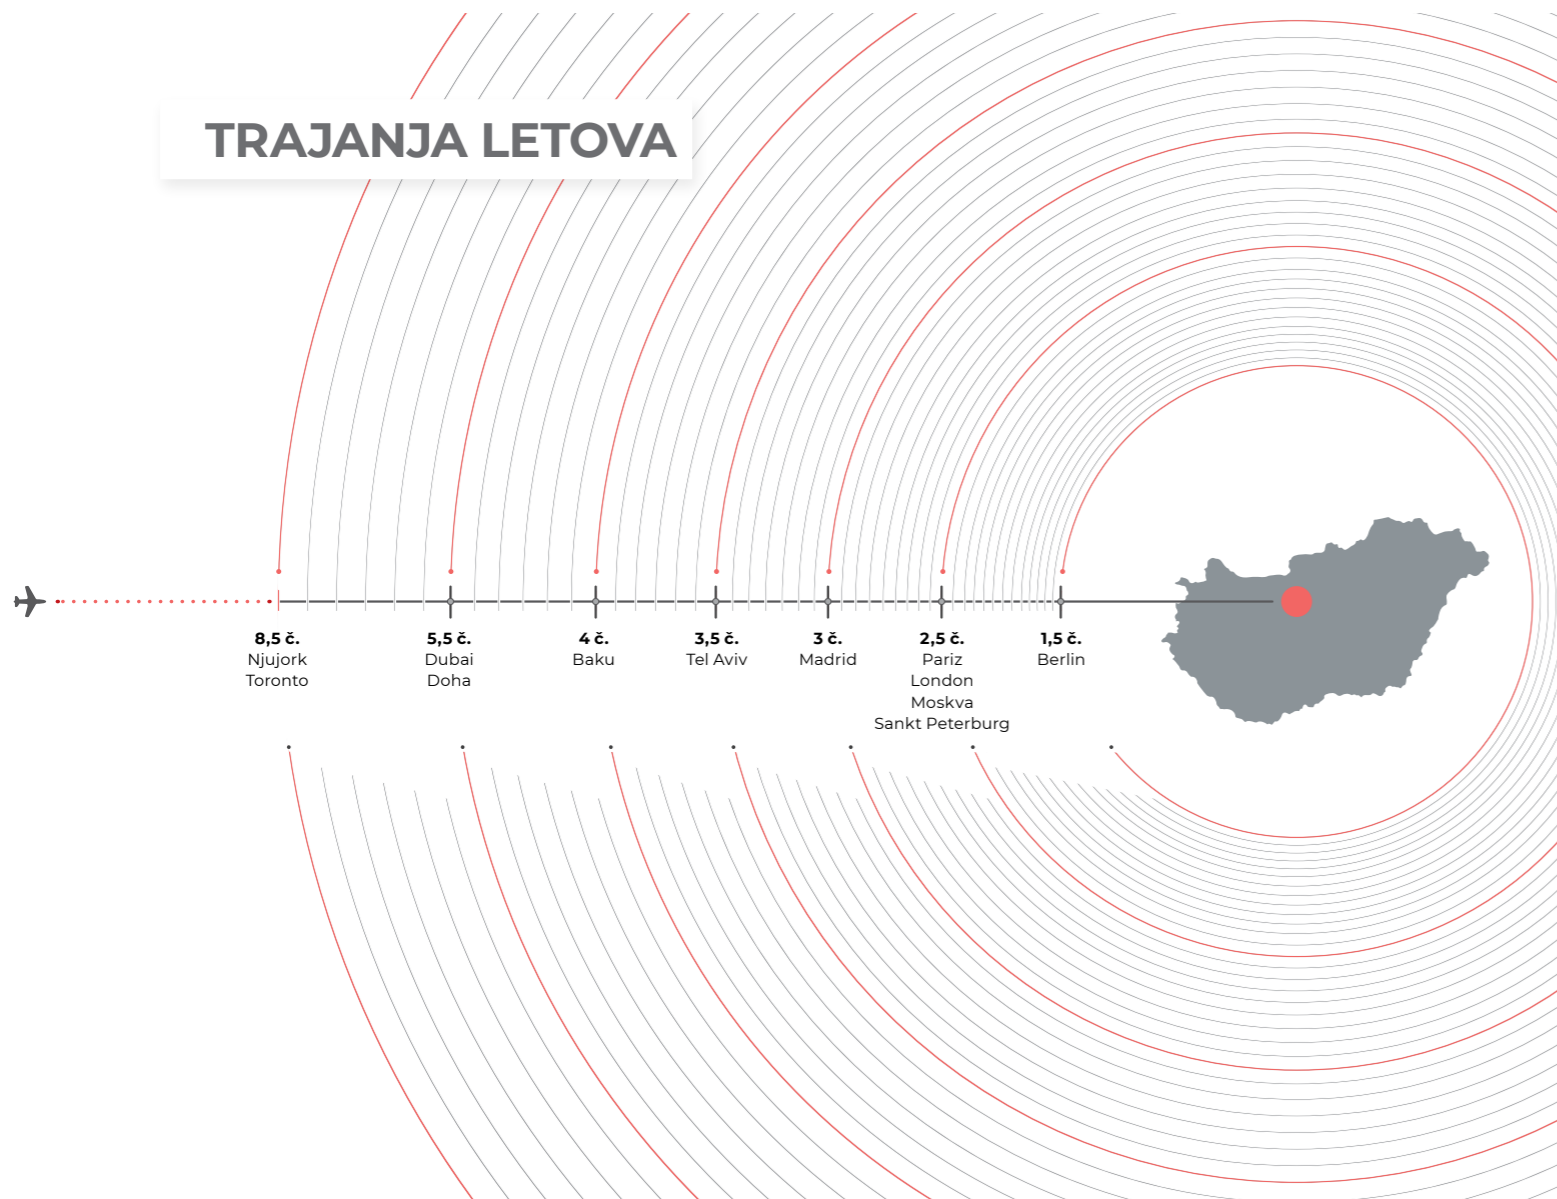 TRAJANJA LETOVA
8,5 č.
Njujork
Toronto
5,5 č.
Dubai
Doha
4 č.
Baku
3,5 č.
Tel Aviv
3 č.
Madrid
2,5 č.
Pariz
London
Moskva
Sankt Peterburg
1,5 č.
Berlin